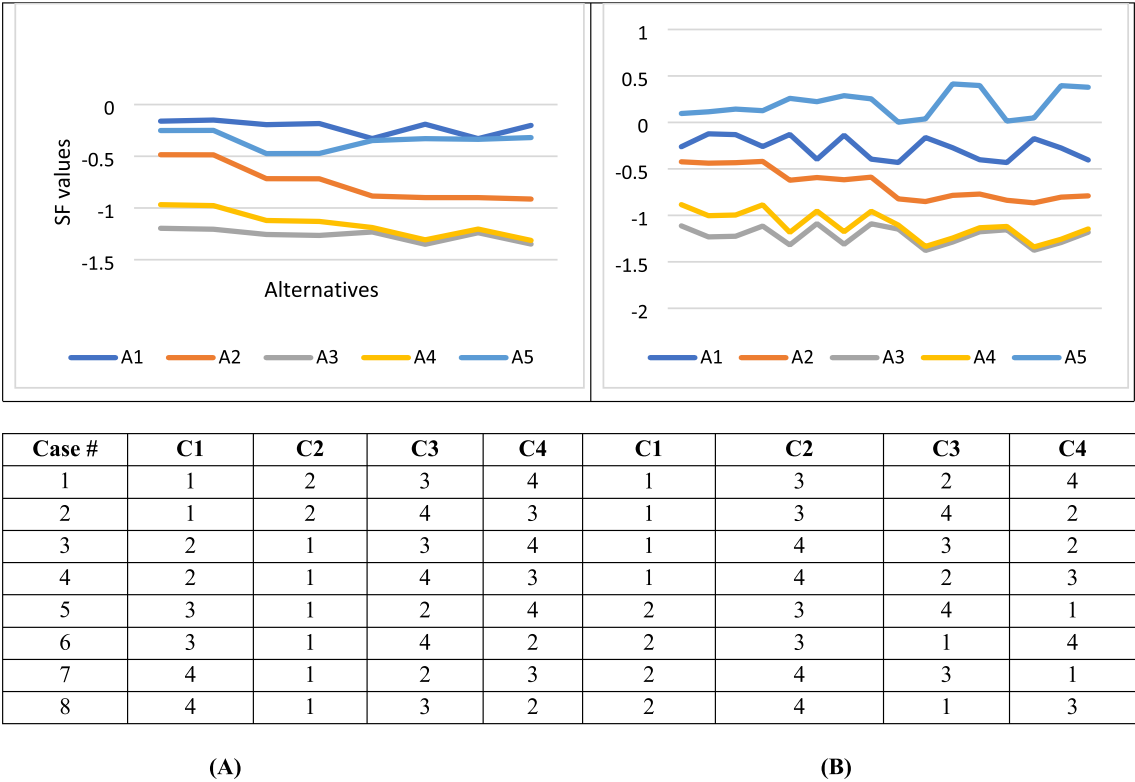 0
-0.5
-1
-1.5
SF values
Alternatives
A1 A2 A3 A4 A5
1
0.5
0
-0.5
-1
-1.5
-2
A1 A2 A3 A4 A5
Case # C1 C2 C3 C4 C1 C2 C3 C4
1 1 2 3 4 1 3 2 4
2 1 2 4 3 1 3 4 2
3 2 1 3 4 1 4 3 2
4 2 1 4 3 1 4 2 3
5 3 1 2 4 2 3 4 1
6 3 1 4 2 2 3 1 4
7 4 1 2 3 2 4 3 1
8 4 1 3 2 2 4 1 3
(A) (B)